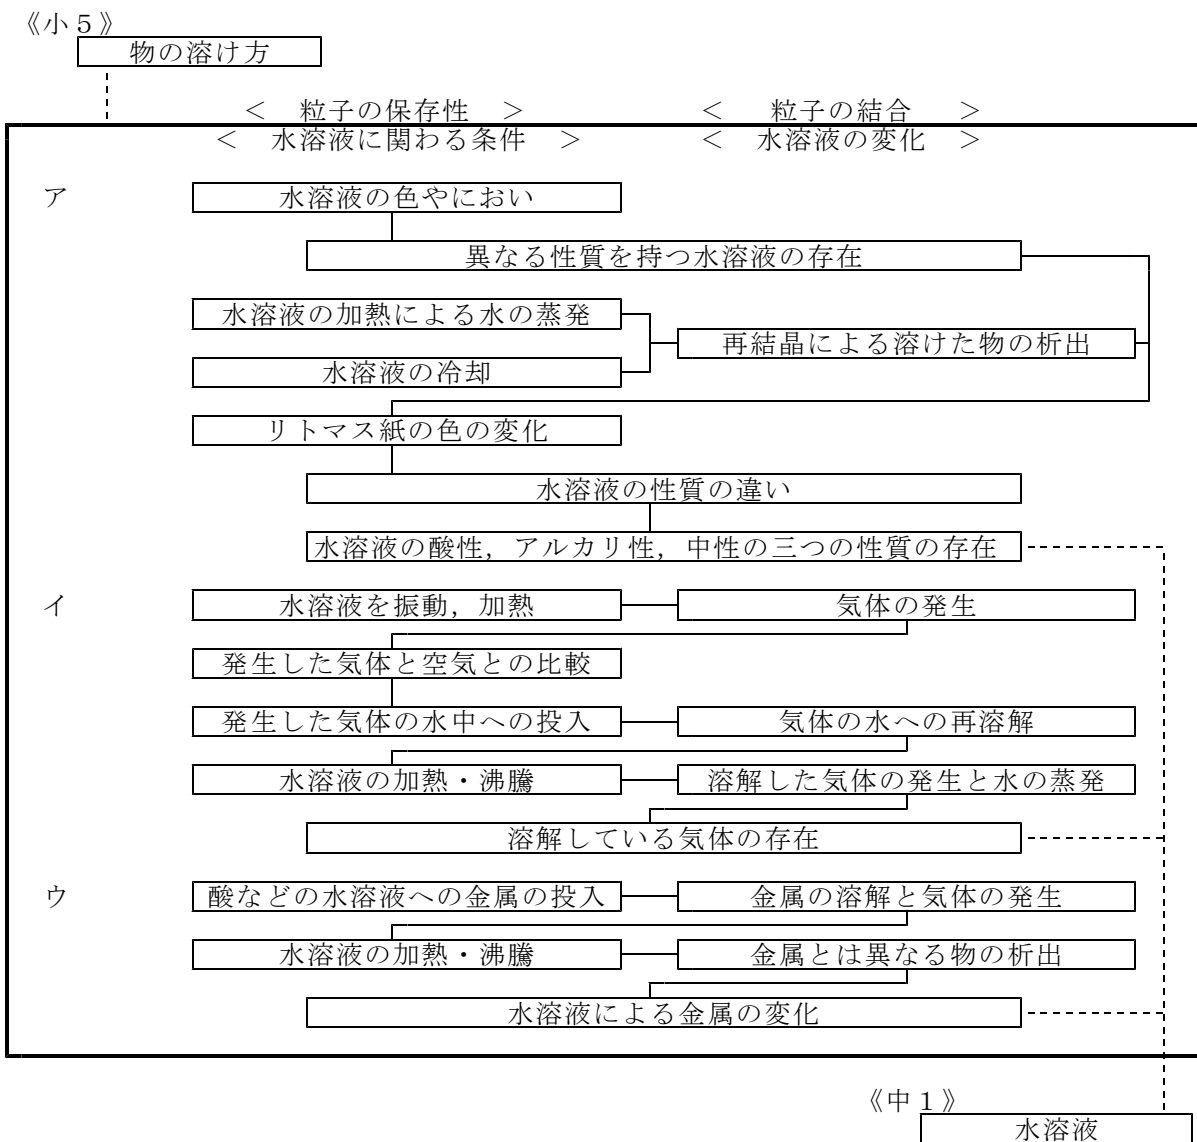 《小５》
物の溶け方
＜　粒子の保存性　＞　＜　粒子の結合　＞
＜　水溶液に関わる条件　＞　＜　水溶液の変化　＞
ア　水溶液の色やにおい
異なる性質を持つ水溶液の存在
水溶液の加熱による水の蒸発
再結晶による溶けた物の析出
水溶液の冷却
リトマス紙の色の変化
水溶液の性質の違い
水溶液の酸性，アルカリ性，中性の三つの性質の存在
イ　水溶液を振動，加熱　気体の発生
発生した気体と空気との比較
発生した気体の水中への投入　気体の水への再溶解
水溶液の加熱・沸騰　溶解した気体の発生と水の蒸発
溶解している気体の存在
ウ　酸などの水溶液への金属の投入　金属の溶解と気体の発生
水溶液の加熱・沸騰　金属とは異なる物の析出
水溶液による金属の変化
《中１》
水溶液